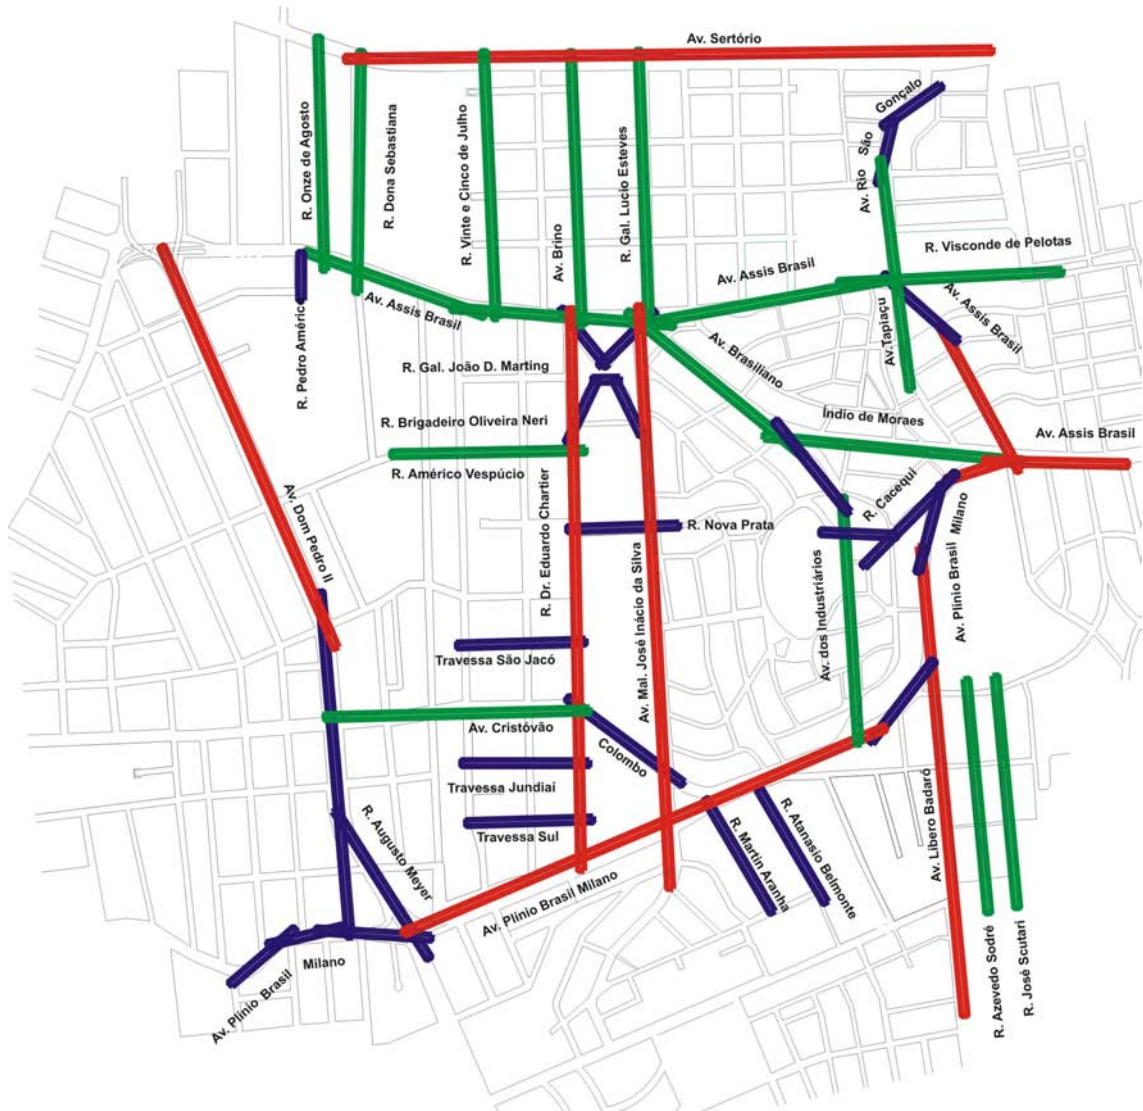 Av. Sertório
Gonçalo
Av. Rio São
R. Onze de Agosto
R. Dona Sebastiana
R. Vinte e Cinco de Julho
Av. Brino
R. Gal. Lucio Esteves
R. Visconde de Pelotas
Av. Assis Brasil
Av. Assis Brasil
Av. Assis Brasil
R. Pedro Améric
Av.Tapiaçu
Av. Brasiliano
R. Gal. João D. Marting
Índio de Moraes
R. Brigadeiro Oliveira Neri
Av. Assis Brasil
R. Américo Vespúcio
R. Cacequi
Av. Dom Pedro II
R. Dr. Eduardo Chartier
R. Nova Prata
Av. Plinio Brasil Milano
Av. Mal. José Inácio da Silva
Av. dos Industriários
Travessa São Jacó
Av. Cristóvão
Colombo
Travessa Jundiai
R. Augusto Meyer
Travessa Sul
Av. Libero Badaró
R. Martin Aranha
R. Atanasio Belmonte
Av. Plínio Brasil Milano
R. Azevedo Sodré
R. José Scutari
Av. Plínio Brasil Milano